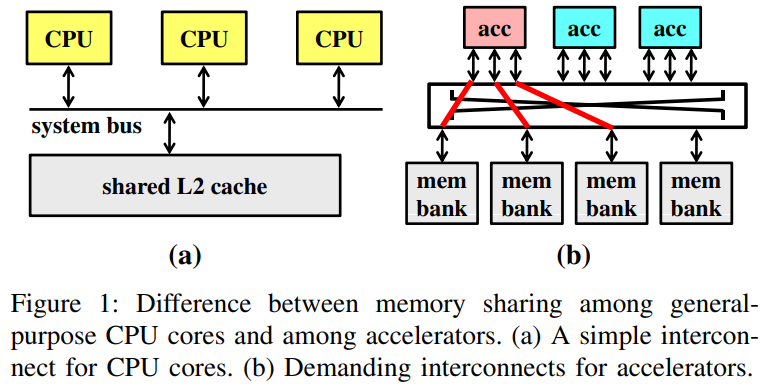 CPU CPU CPU
system bus
shared L2 cache
(a)
acc acc acc
mem bank
mem bank
mem bank
mem bank
(b)
Figure 1: Difference between memory sharing among general-
purpose CPU cores and among accelerators. (a) A simple intercon-
nect for CPU cores. (b) Demanding interconnects for accelerators.